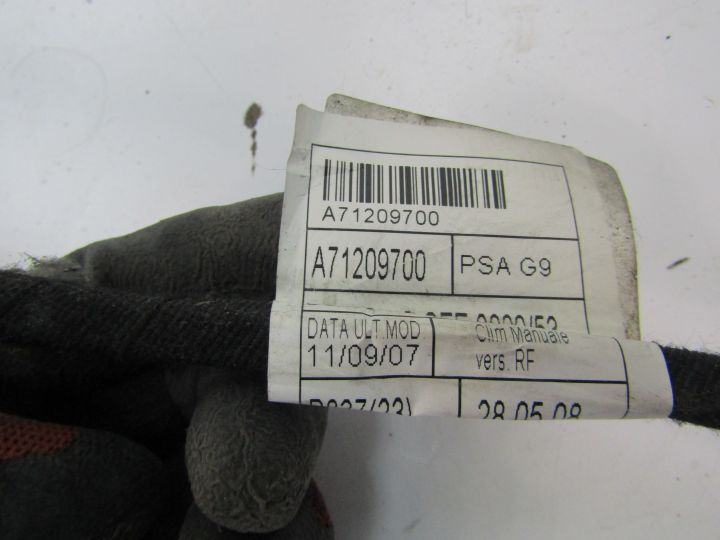 A71209700
A71209700 PSA G9
DATA ULT.MOD Clim Manuale
11/09/07 vers. RF
28.05.08